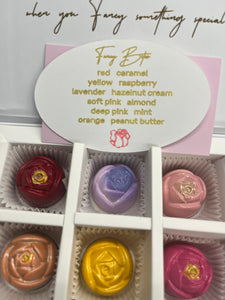 when you Fancy something special
Fancy Bites
red caramel
yellow raspberry
lavender hazelnut cream
soft pink almond
deep pink mint
orange peanut butter